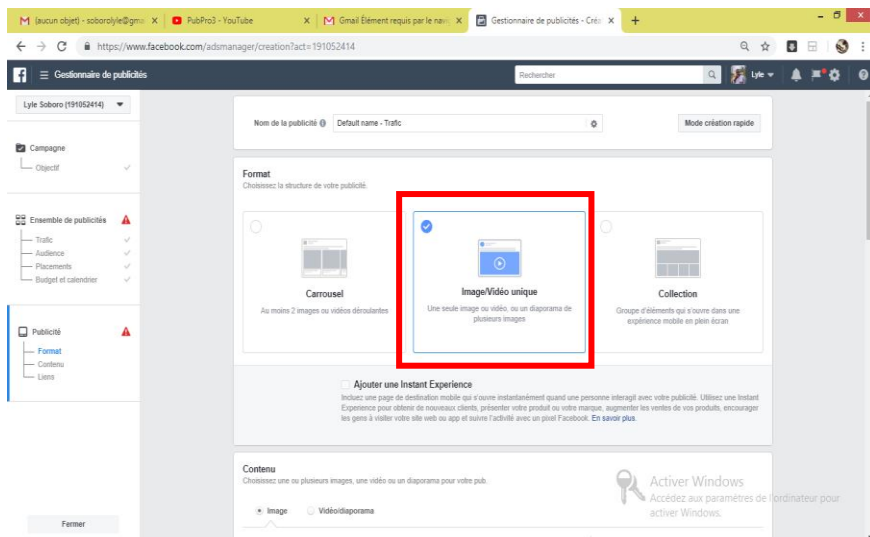 (aucun objet) - soborolyle@gma
PubPro3 - YouTube
Gmail Élément requis par le navi
Gestionnaire de publicités - Cré
https://www.facebook.com/adsmanager/creation?act=191052414
Gestionnaire de publicités
Rechercher
Lyle
Lyle Soboro (191052414)
Nom de la publicité
Default name - Trafic
Mode création rapide
Campagne
Objectif
Ensemble de publicités
Trafic
Audience
Placements
Budget et calendrier
Publicité
Format
Contenu
Liens
Fermer
Format
Choisissez la structure de votre publicité.
Carrousel
Au moins 2 images ou vidéos déroulantes
Image/Vidéo unique
Une seule image ou vidéo, ou un diaporama de
plusieurs images
Collection
Groupe d'éléments qui s'ouvre dans une
expérience mobile en plein écran
Ajouter une Instant Experience
Incluez une page de destination mobile qui s'ouvre instantanément quand une personne interagit avec votre publicité. Utilisez une Instant
Experience pour obtenir de nouveaux clients, présenter votre produit ou votre marque, augmenter les ventes de vos produits, encourager
les gens à visiter votre site web ou app et suivre l'activité avec un pixel Facebook. En savoir plus.
Contenu
Choisissez une ou plusieurs images, une vidéo ou un diaporama pour votre pub.
Image
Vidéo/diaporama
Activer Windows
Accédez aux paramètres de l'ordinateur pour
activer Windows.